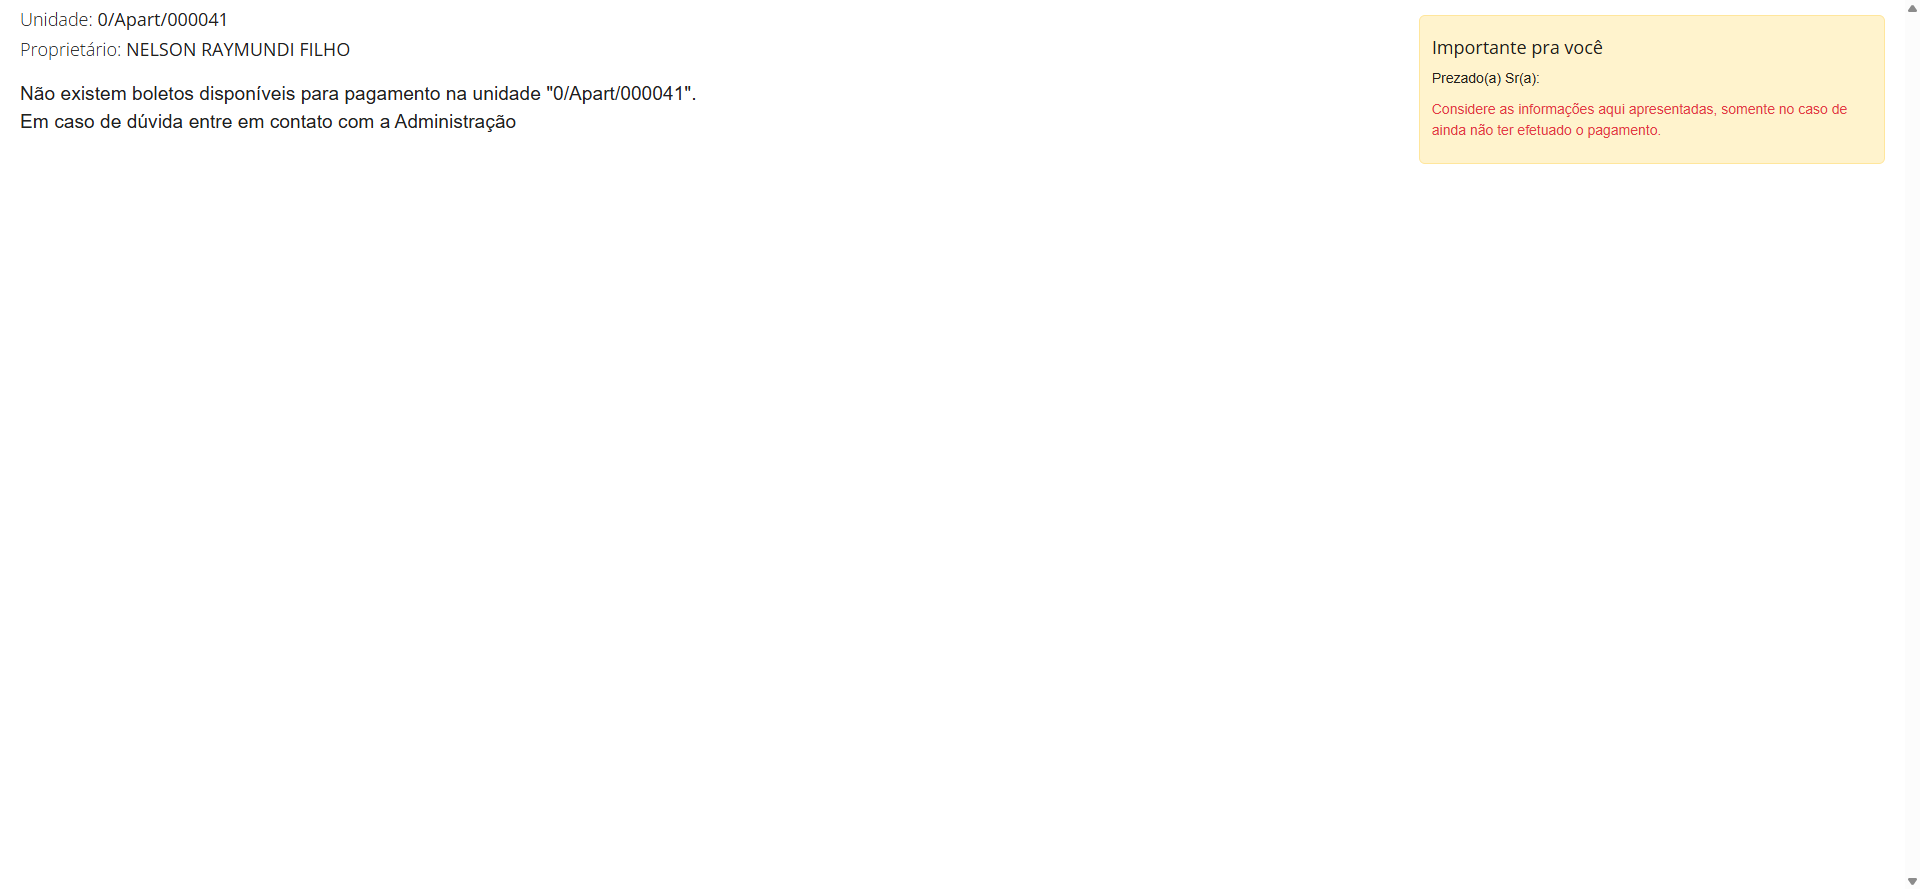 Unidade: 0/Apart/000041
Proprietário: NELSON RAYMUNDI FILHO
Não existem boletos disponíveis para pagamento na unidade "0/Apart/000041".
Em caso de dúvida entre em contato com a Administração
Importante pra você
Prezado(a) Sr(a):
Considere as informações aqui apresentadas, somente no caso de
ainda não ter efetuado o pagamento.